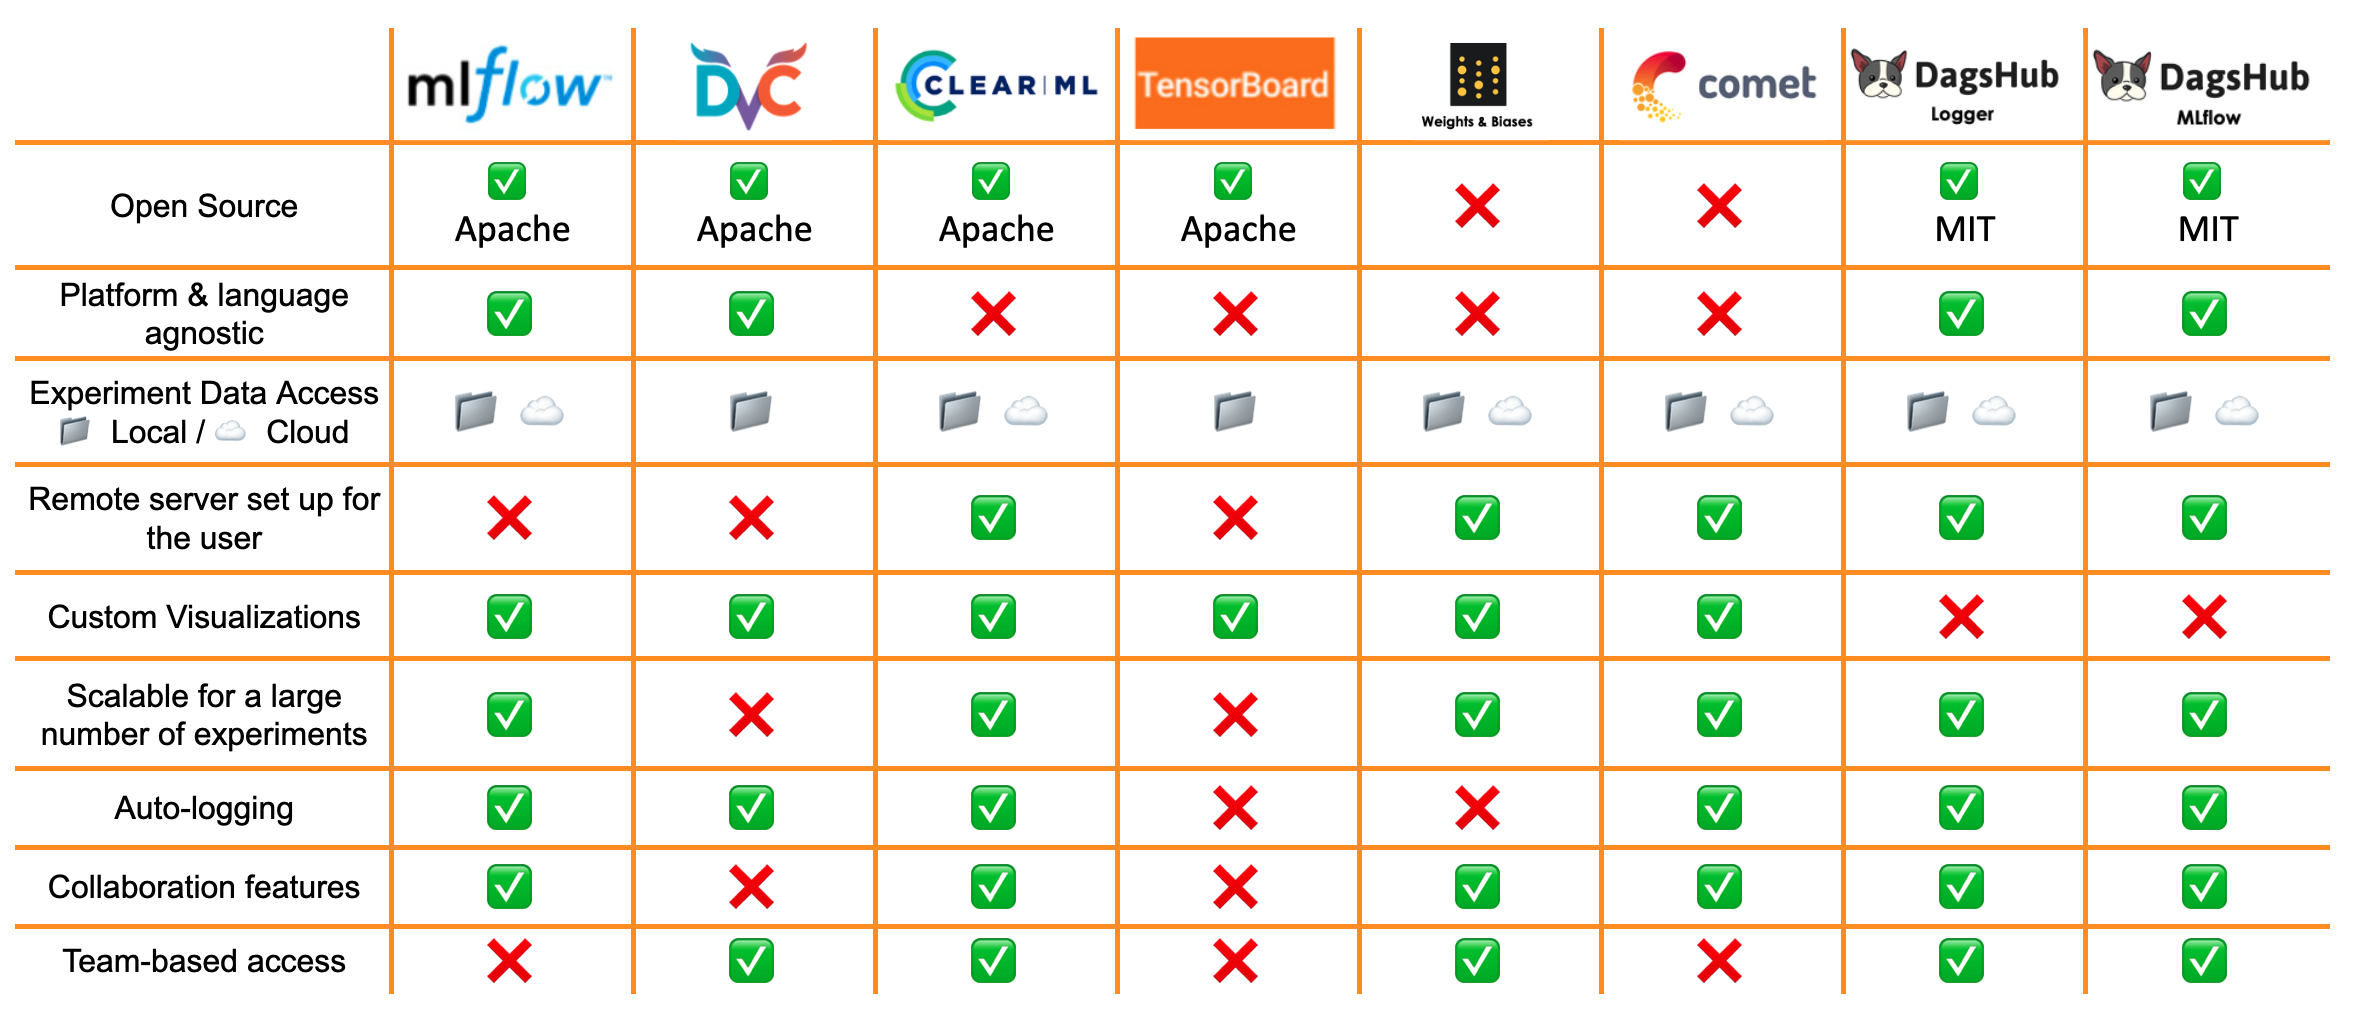 mlflow™
DVC
CLEAR|ML
TensorBoard
Weights & Biases
comet
DagsHub
Logger
DagsHub
MLflow
Open Source
Apache
Apache
Apache
Apache
MIT
MIT
Platform & language
agnostic
Experiment Data Access
Local / Cloud
Remote server set up for
the user
Custom Visualizations
Scalable for a large
number of experiments
Auto-logging
Collaboration features
Team-based access